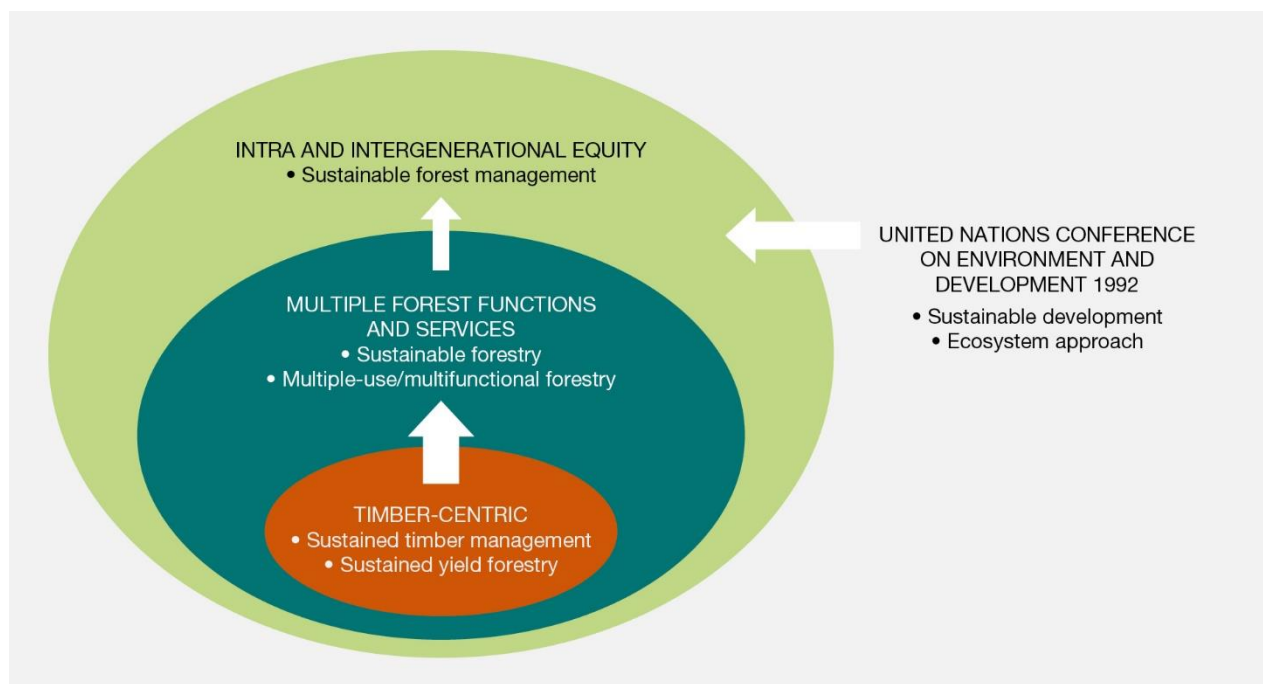 INTRA AND INTERGENERATIONAL EQUITY
• Sustainable forest management
MULTIPLE FOREST FUNCTIONS
AND SERVICES
• Sustainable forestry
• Multiple-use/multifunctional forestry
TIMBER-CENTRIC
• Sustained timber management
• Sustained yield forestry
UNITED NATIONS CONFERENCE
ON ENVIRONMENT AND
DEVELOPMENT 1992
• Sustainable development
• Ecosystem approach